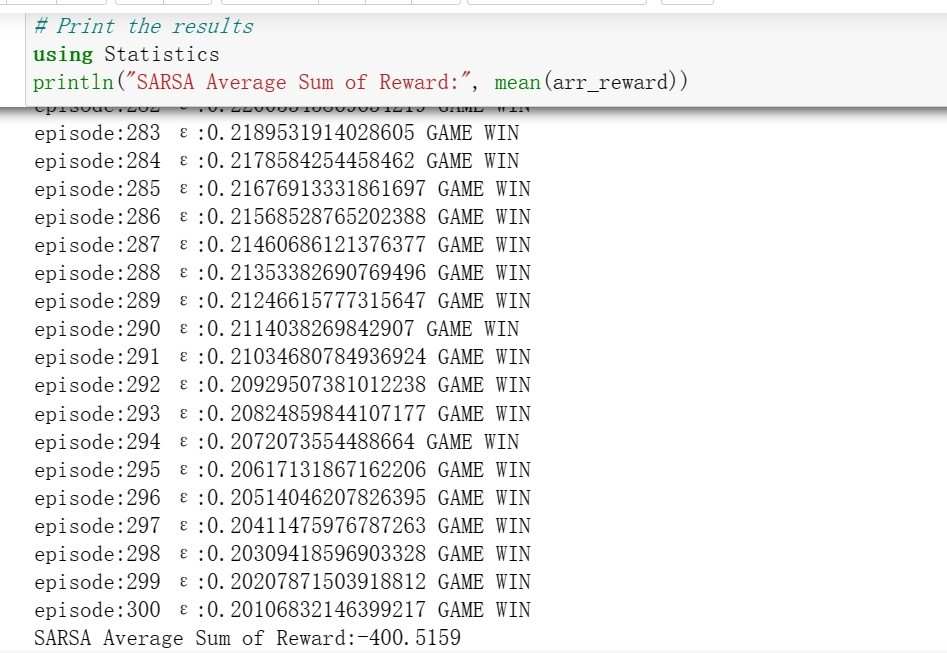 # Print the results
using Statistics
println("SARSA Average Sum of Reward:", mean(arr_reward))
episode:283 ε:0.2189531914028605 GAME WIN
episode:284 ε:0.2178584254458462 GAME WIN
episode:285 ε:0.21676913331861697 GAME WIN
episode:286 ε:0.21568528765202388 GAME WIN
episode:287 ε:0.21460686121376377 GAME WIN
episode:288 ε:0.21353382690769496 GAME WIN
episode:289 ε:0.21246615777315647 GAME WIN
episode:290 ε:0.2114038269842907 GAME WIN
episode:291 ε:0.21034680784936924 GAME WIN
episode:292 ε:0.20929507381012238 GAME WIN
episode:293 ε:0.20824859844107177 GAME WIN
episode:294 ε:0.2072073554488664 GAME WIN
episode:295 ε:0.20617131867162206 GAME WIN
episode:296 ε:0.20514046207826395 GAME WIN
episode:297 ε:0.20411475976787263 GAME WIN
episode:298 ε:0.20309418596903328 GAME WIN
episode:299 ε:0.20207871503918812 GAME WIN
episode:300 ε:0.20106832146399217 GAME WIN
SARSA Average Sum of Reward:-400.5159